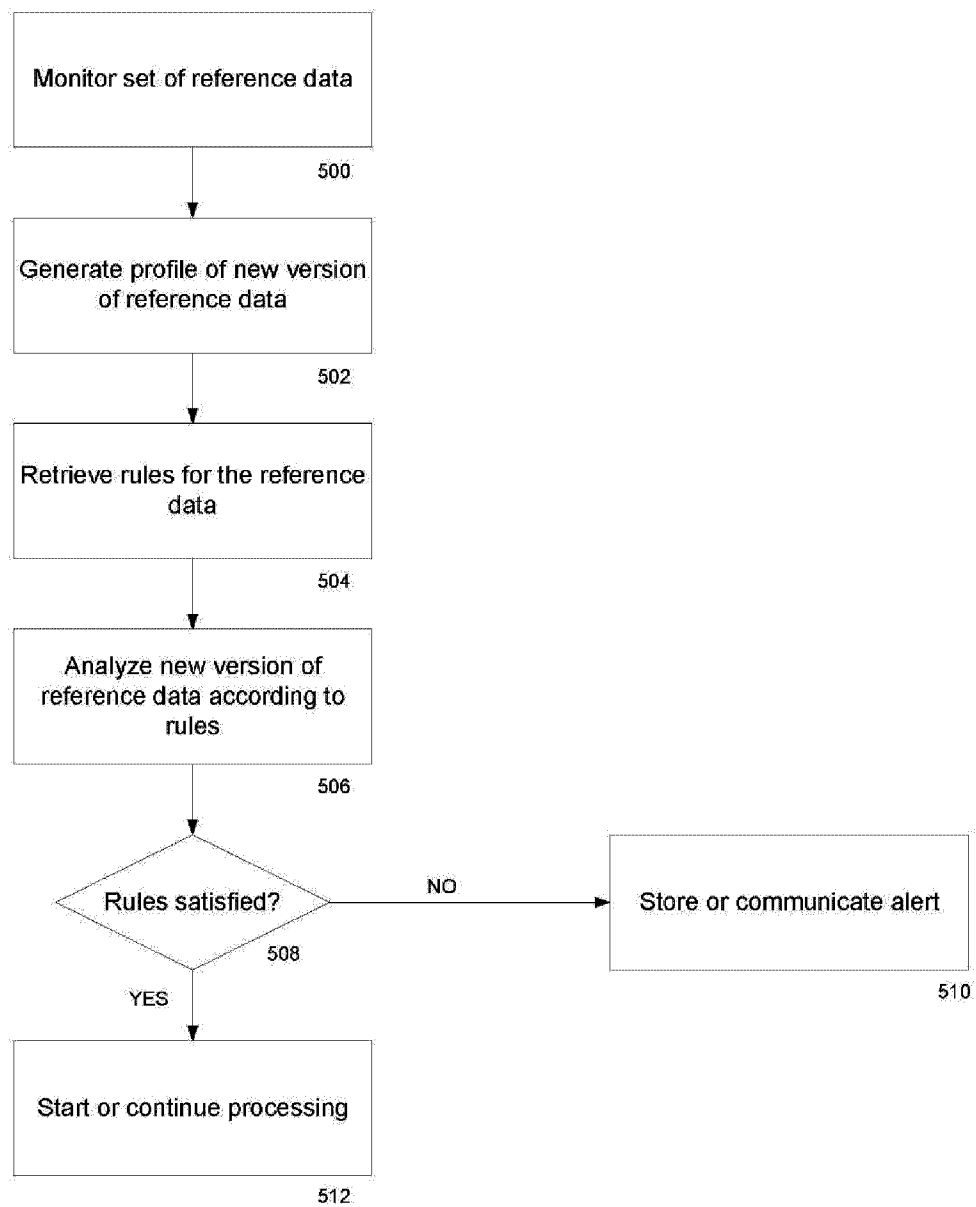 Monitor set of reference data
500
Generate profile of new version
of reference data
502
Retrieve rules for the reference
data
504
Analyze new version of
reference data according to
rules
506
Rules satisfied?
508
NO
Store or communicate alert
510
YES
Start or continue processing
512